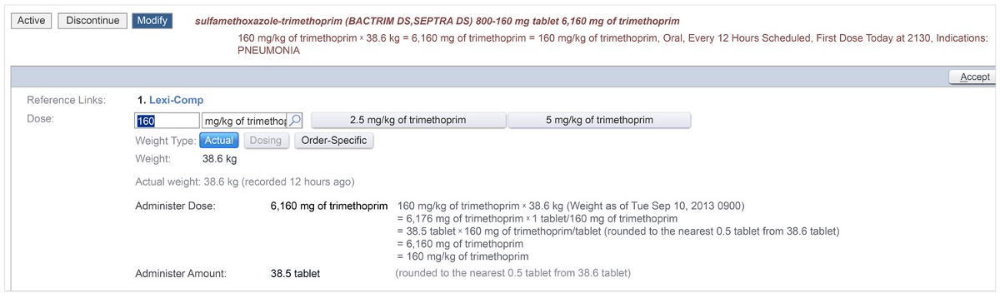 Active Discontinue Modify sulfamethoxazole-trimethoprim (BACTRIM DS,SEPTRA DS) 800-160 mg tablet 6,160 mg of trimethoprim
160 mg/kg of trimethoprim × 38.6 kg = 6,160 mg of trimethoprim = 160 mg/kg of trimethoprim, Oral, Every 12 Hours Scheduled, First Dose Today at 2130, Indications:
PNEUMONIA
Accept
Reference Links: 1. Lexi-Comp
Dose: 160 mg/kg of trimethop 2.5 mg/kg of trimethoprim 5 mg/kg of trimethoprim
Weight Type: Actual Dosing Order-Specific
Weight: 38.6 kg
Actual weight: 38.6 kg (recorded 12 hours ago)
Administer Dose: 6,160 mg of trimethoprim 160 mg/kg of trimethoprim × 38.6 kg (Weight as of Tue Sep 10, 2013 0900)
= 6,176 mg of trimethoprim × 1 tablet/160 mg of trimethoprim
= 38.5 tablet × 160 mg of trimethoprim/tablet (rounded to the nearest 0.5 tablet from 38.6 tablet)
= 6,160 mg of trimethoprim
= 160 mg/kg of trimethoprim
Administer Amount: 38.5 tablet (rounded to the nearest 0.5 tablet from 38.6 tablet)